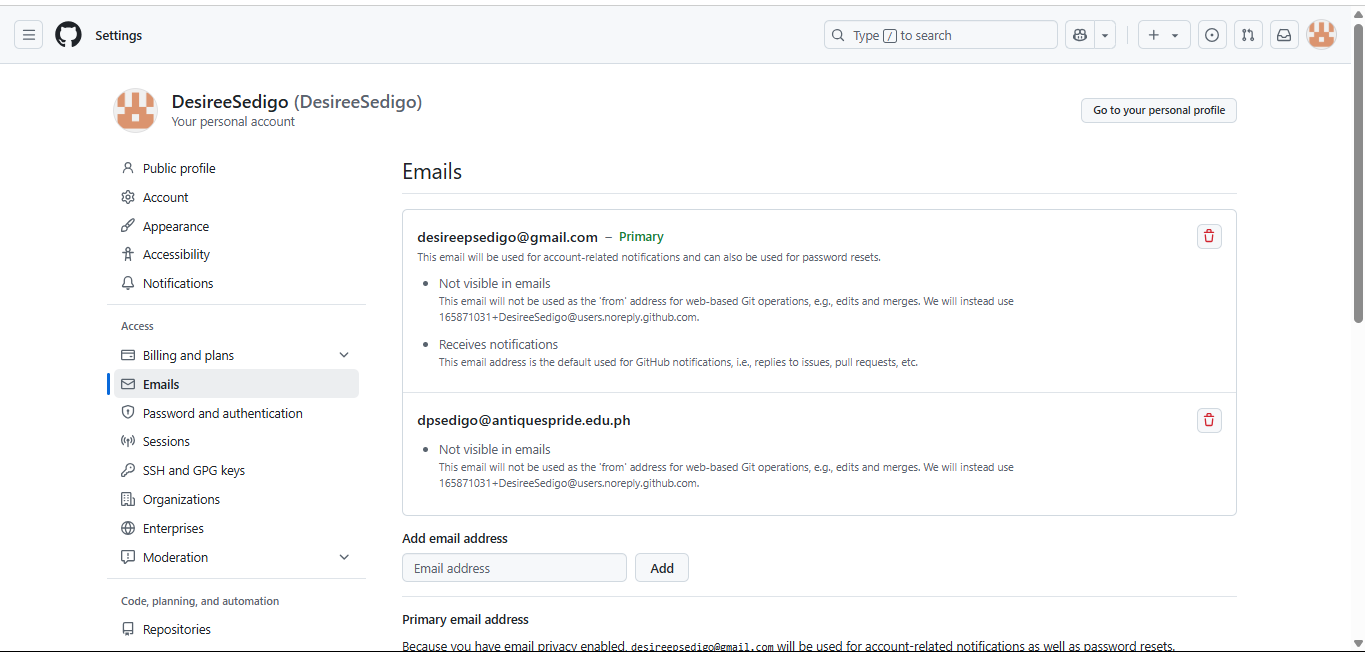 Settings
Type / to search
DesireeSedigo (DesireeSedigo)
Your personal account
Go to your personal profile
Public profile
Account
Appearance
Accessibility
Notifications
Access
Billing and plans
Emails
Password and authentication
Sessions
SSH and GPG keys
Organizations
Enterprises
Moderation
Code, planning, and automation
Repositories
Emails
desireepsedigo@gmail.com – Primary
This email will be used for account-related notifications and can also be used for password resets.
Not visible in emails
This email will not be used as the 'from' address for web-based Git operations, e.g., edits and merges. We will instead use
165871031+DesireeSedigo@users.noreply.github.com.
Receives notifications
This email address is the default used for GitHub notifications, i.e., replies to issues, pull requests, etc.
dpsedigo@antiquespride.edu.ph
Not visible in emails
This email will not be used as the 'from' address for web-based Git operations, e.g., edits and merges. We will instead use
165871031+DesireeSedigo@users.noreply.github.com.
Add email address
Email address
Add
Primary email address
Because you have email privacy enabled, desireepsedigo@gmail.com will be used for account-related notifications as well as password resets.